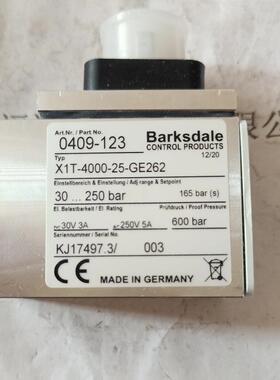 Art.Nr./ Part No.
0409-123
Barksdale
CONTROL PRODUCTS
12/20
Typ
X1T-4000-25-GE262
Einstellbereich & Einstellung / Adj range & Setpoint
30 ... 250 bar
165 bar (s)
El. Belastbarkeit / El. Rating
Prüfdruck / Proof Pressure
30V 3A
250V 5A
600 bar
Seriennummer / Serial No.
KJ17497.3/ 003
CE
MADE IN GERMANY